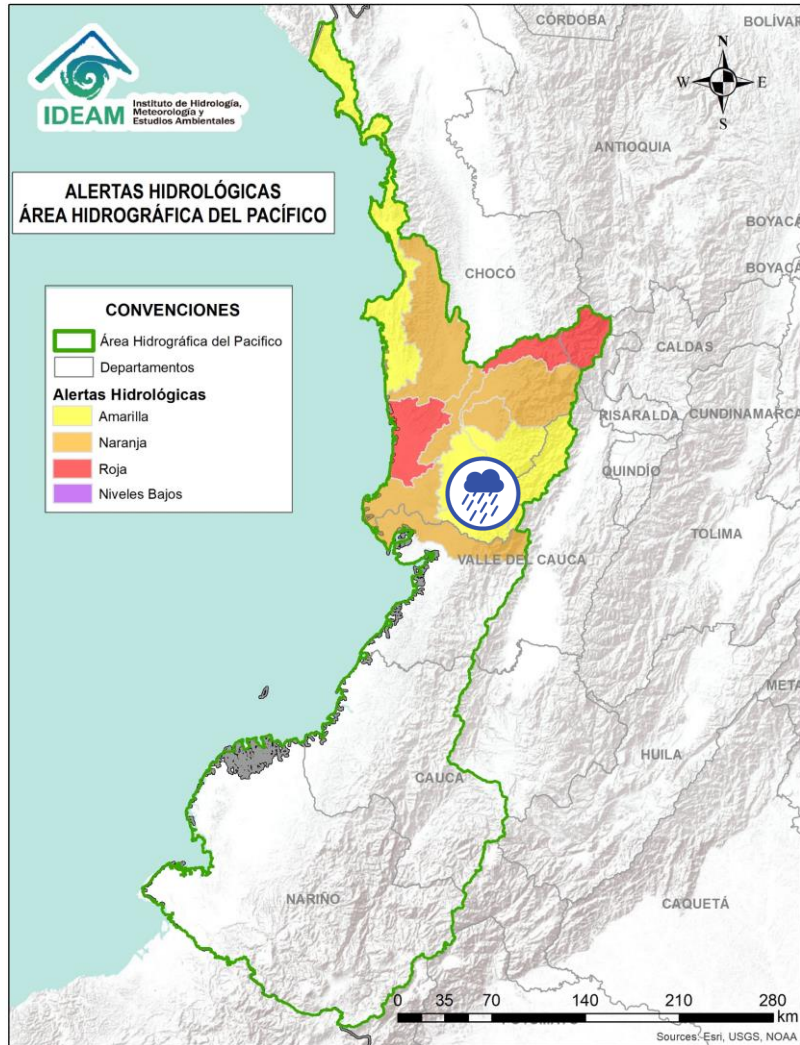 CÓRDOBA
BOLÍVAR
N
W E
S
IDEAM
Instituto de Hidrología,
Meteorología y
Estudios Ambientales
ANTIOQUIA
ALERTAS HIDROLÓGICAS
ÁREA HIDROGRÁFICA DEL PACÍFICO
BOYACÁ
BOYACÁ
CHOCÓ
CONVENCIONES
Área Hidrográfica del Pacifico
Departamentos
Alertas Hidrológicas
Amarilla
Naranja
Roja
Niveles Bajos
CALDAS
RISARALDA
CUNDINAMARCA
QUINDÍO
TOLIMA
VALLE DEL CAUCA
META
HUILA
CAUCA
NARIÑO
CAQUETÁ
0 35 70 140 210 280
km
Sources: Esri, USGS, NOAA